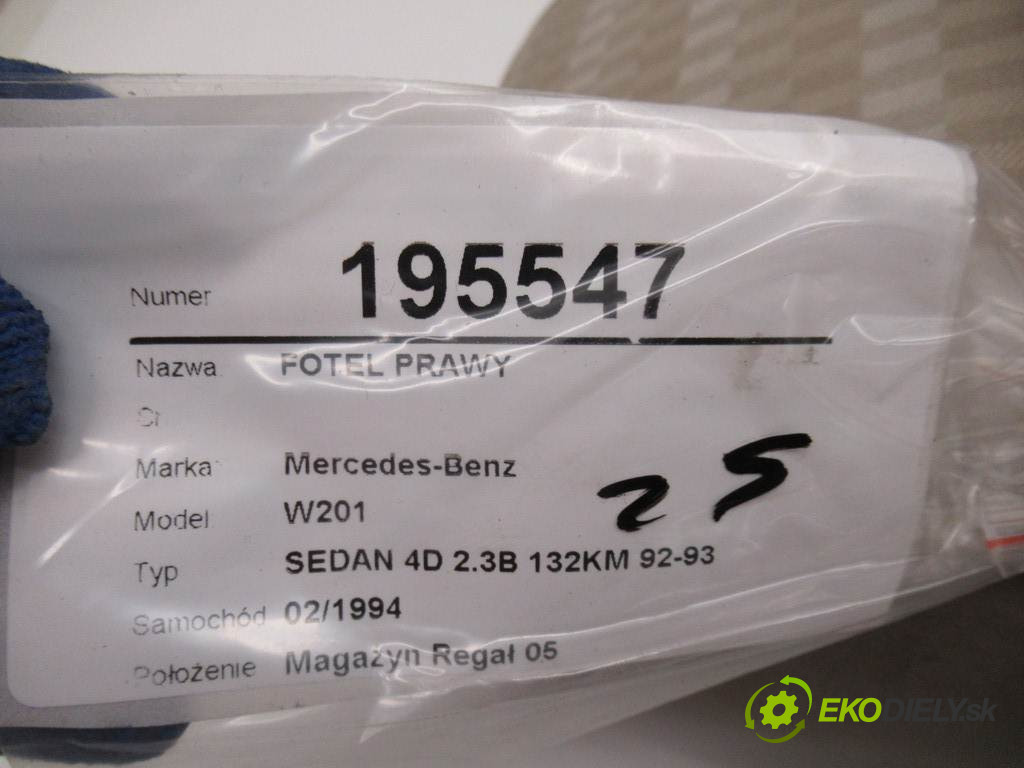 Numer 195547
Nazwa FOTEL PRAWY
Marka Mercedes-Benz
25
Model W201
Typ SEDAN 4D 2.3B 132KM 92-93
Samochód 02/1994
Położenie Magazyn Regał 05
EKODIELY.sk